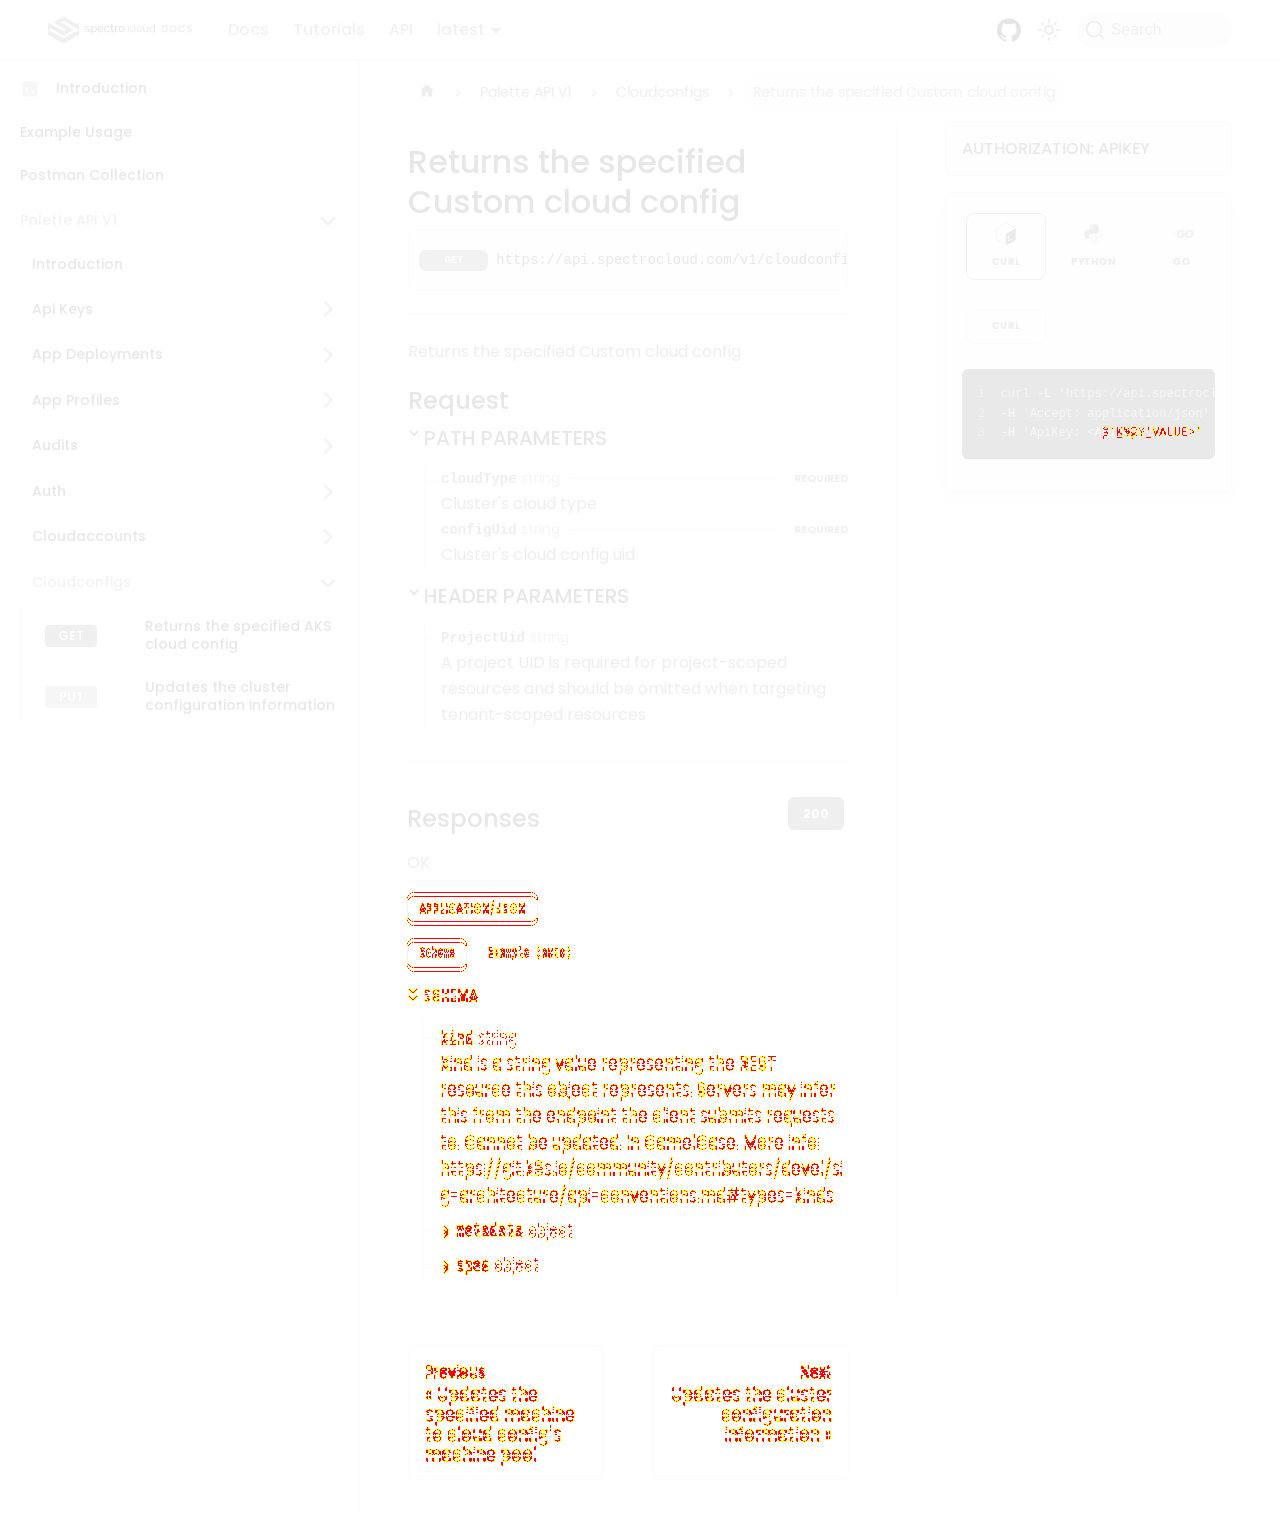 spectro cloud DOCS Docs Tutorials API latest Search
Introduction
Example Usage
Postman Collection
Palette API V1
Introduction
Api Keys
App Deployments
App Profiles
Audits
Auth
Cloudaccounts
Cloudconfigs
GET Returns the specified AKS
cloud config
PUT Updates the cluster
configuration information
Palette API V1 Cloudconfigs Returns the specified Custom cloud config
Returns the specified
Custom cloud config
GET https://api.spectrocloud.com/v1/cloudconfi
Returns the specified Custom cloud config
Request
PATH PARAMETERS
cloudType string REQUIRED
Cluster's cloud type
configUid string REQUIRED
Cluster's cloud config uid
HEADER PARAMETERS
ProjectUid string
A project UID is required for project-scoped
resources and should be omitted when targeting
tenant-scoped resources
Responses 200
OK
APPLICATION/JSON
Schema Example (auto)
SCHEMA
kind string
Kind is a string value representing the REST
resource this object represents. Servers may infer
this from the endpoint the client submits requests
to. Cannot be updated. In CamelCase. More info:
https://git.k8s.io/community/contributors/devel/si
g-architecture/api-conventions.md#types-kinds
metadata object
spec object
Previous
« Updates the
specified machine
to cloud config's
machine pool
Next
Updates the cluster
configuration
information »
AUTHORIZATION: APIKEY
CURL PYTHON GO
CURL
1 curl -L 'https://api.spectrocl
2 -H 'Accept: application/json'
3 -H 'ApiKey: